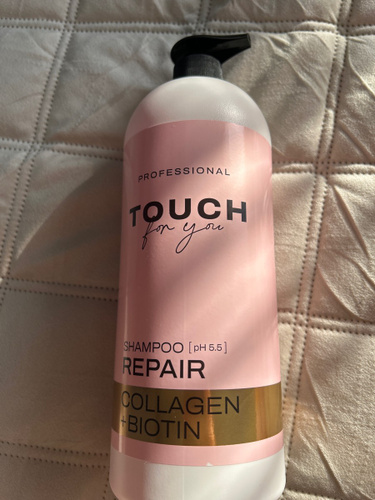 PROFESSIONAL
TOUCH
for you
SHAMPOO [pH 5.5]
REPAIR
COLLAGEN
+BIOTIN